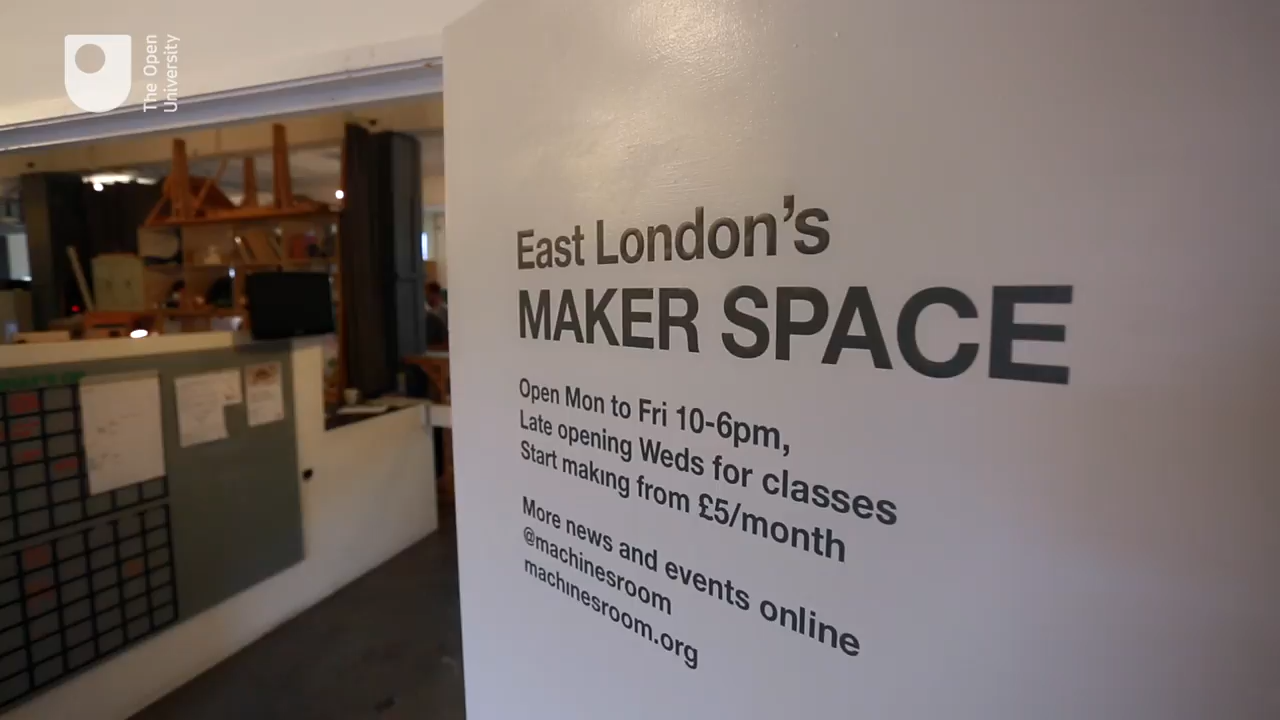 The Open
University
East London's
MAKER SPACE
Open Mon to Fri 10-6pm,
Late opening Weds for classes
Start making from £5/month
More news and events online
@machinesroom
machinesroom.org